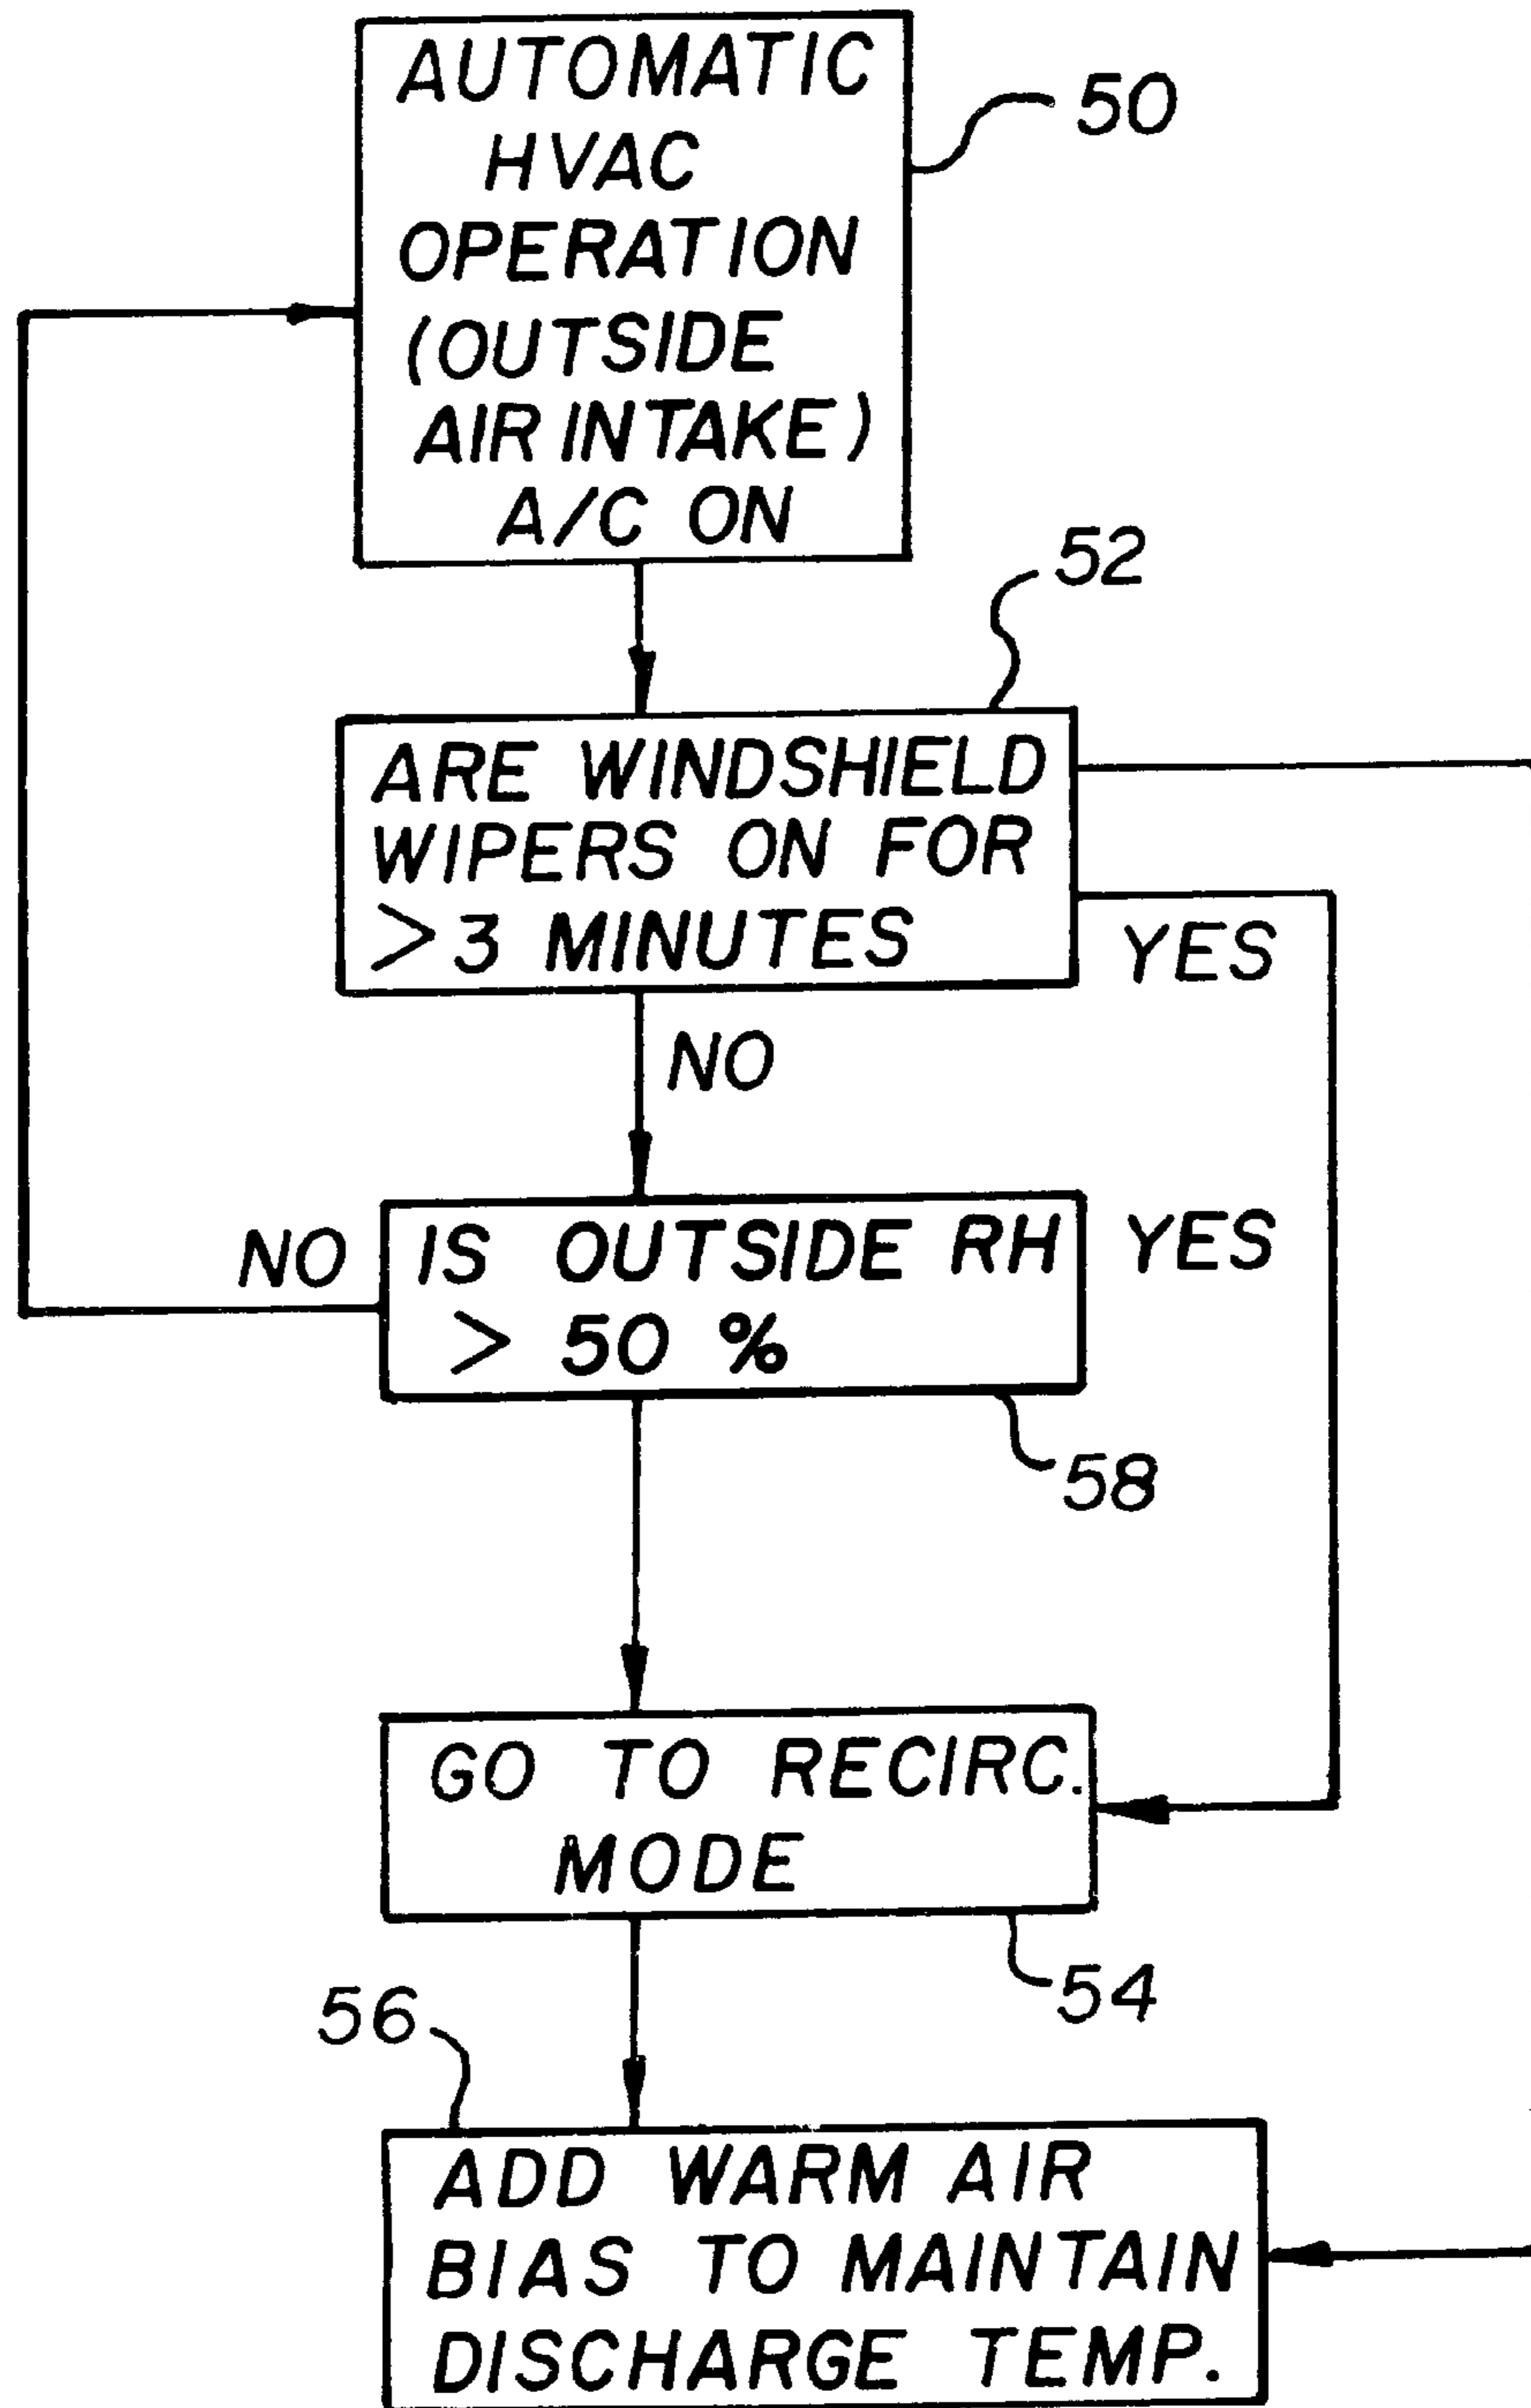 AUTOMATIC
HVAC
OPERATION
(OUTSIDE
AIR INTAKE)
A/C ON
50
52
ARE WINDSHIELD
WIPERS ON FOR
>3 MINUTES
YES
NO
NO
IS OUTSIDE RH
> 50 %
YES
58
GO TO RECIRC.
MODE
54
56
ADD WARM AIR
BIAS TO MAINTAIN
DISCHARGE TEMP.